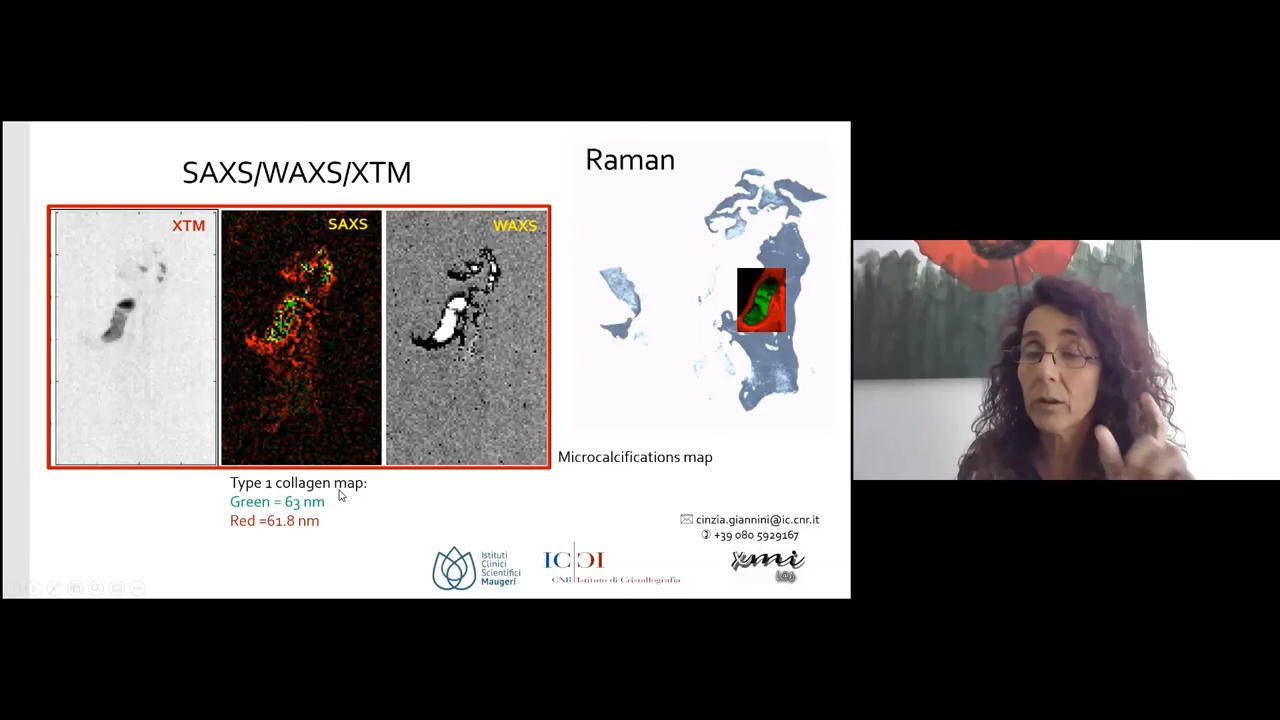 SAXS/WAXS/XTM
XTM
SAXS
WAXS
Type 1 collagen map:
Green = 63 nm
Red =61.8 nm
Raman
Microcalcifications map
cinzia.giannini@ic.cnr.it
+39 080 5929167
Istituti
Clinici
Scientifici
Maugeri
CNR Istituto di Cristallografia
xmi
L@b